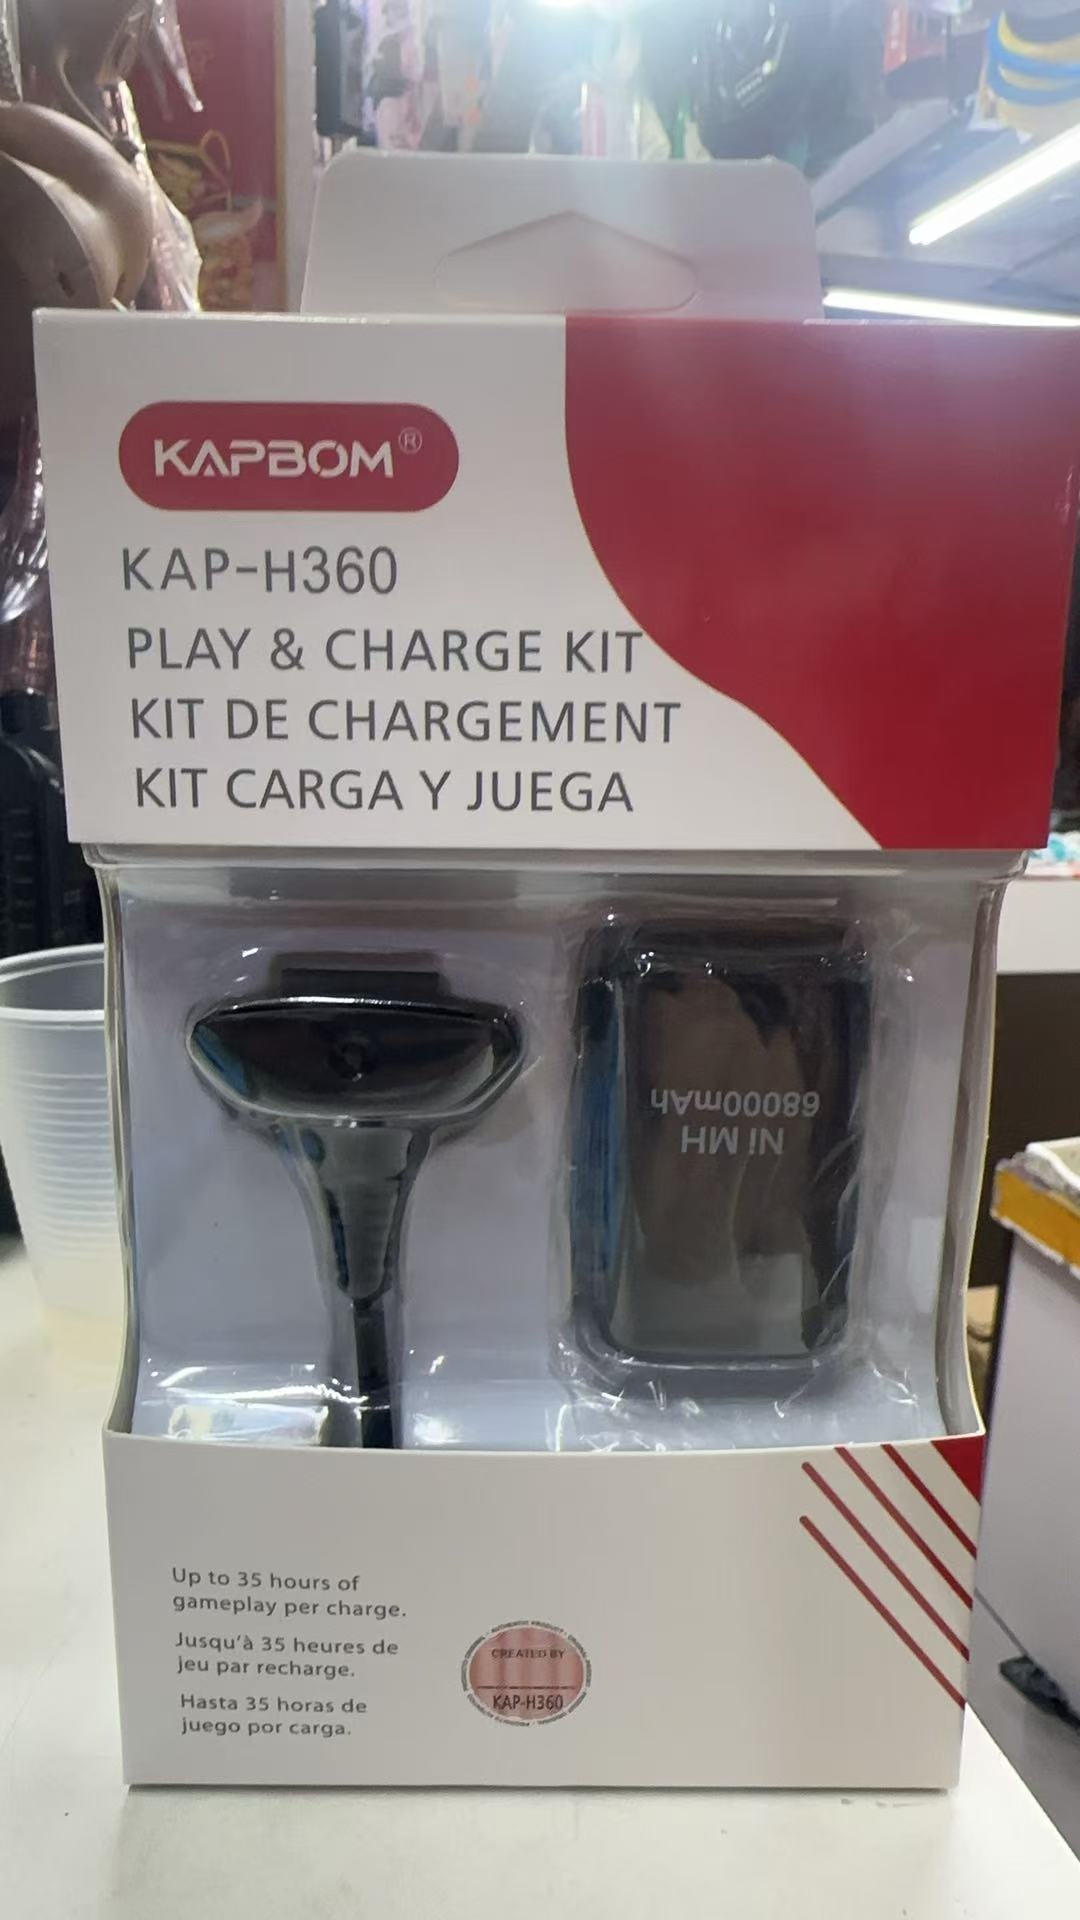 KAPBOM®
KAP-H360
PLAY & CHARGE KIT
KIT DE CHARGEMENT
KIT CARGA Y JUEGA
68000mAh
Ni MH
Up to 35 hours of
gameplay per charge.
Jusqu'à 35 heures de
jeu par recharge.
Hasta 35 horas de
juego por carga.
CREATED BY
KAP-H360